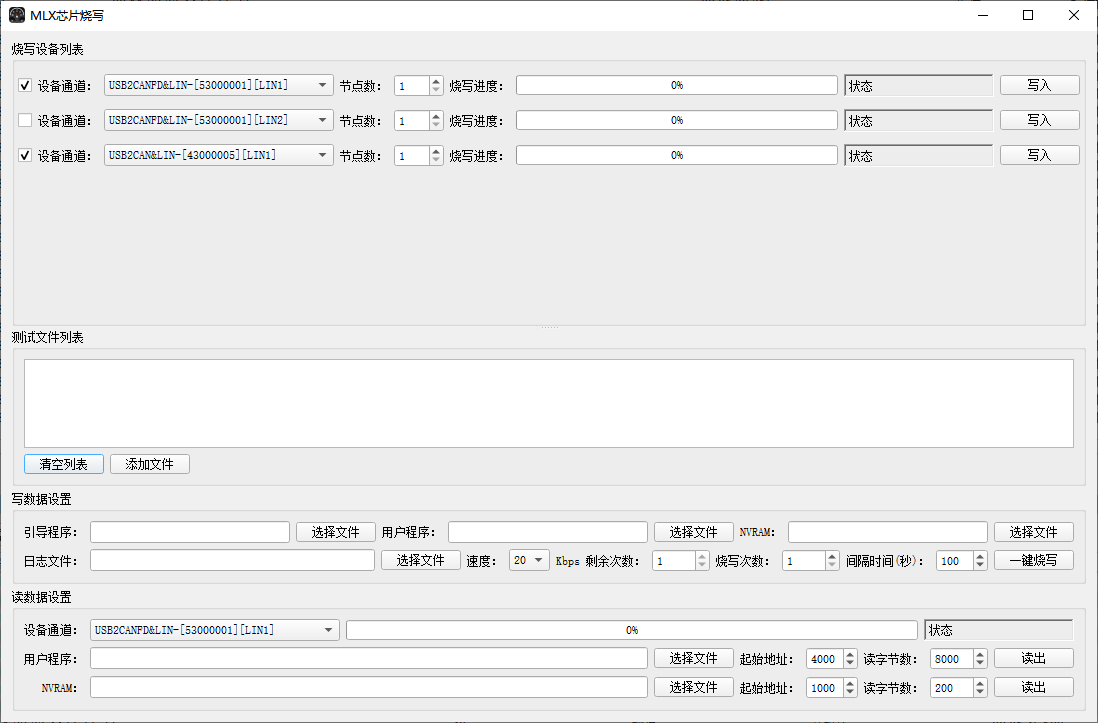 MLX芯片烧写
烧写设备列表
设备通道: USB2CANFD&LIN-[53000001][LIN1] 节点数: 1 烧写进度: 0% 状态 写入
设备通道: USB2CANFD&LIN-[53000001][LIN2] 节点数: 1 烧写进度: 0% 状态 写入
设备通道: USB2CAN&LIN-[43000005][LIN1] 节点数: 1 烧写进度: 0% 状态 写入
测试文件列表
清空列表 添加文件
写数据设置
引导程序: 选择文件 用户程序: 选择文件 NVRAM: 选择文件
日志文件: 选择文件 速度: 20 Kbps 剩余次数: 1 烧写次数: 1 间隔时间(秒): 100 一键烧写
读数据设置
设备通道: USB2CANFD&LIN-[53000001][LIN1] 0% 状态
用户程序: 选择文件 起始地址: 4000 读字节数: 8000 读出
NVRAM: 选择文件 起始地址: 1000 读字节数: 200 读出